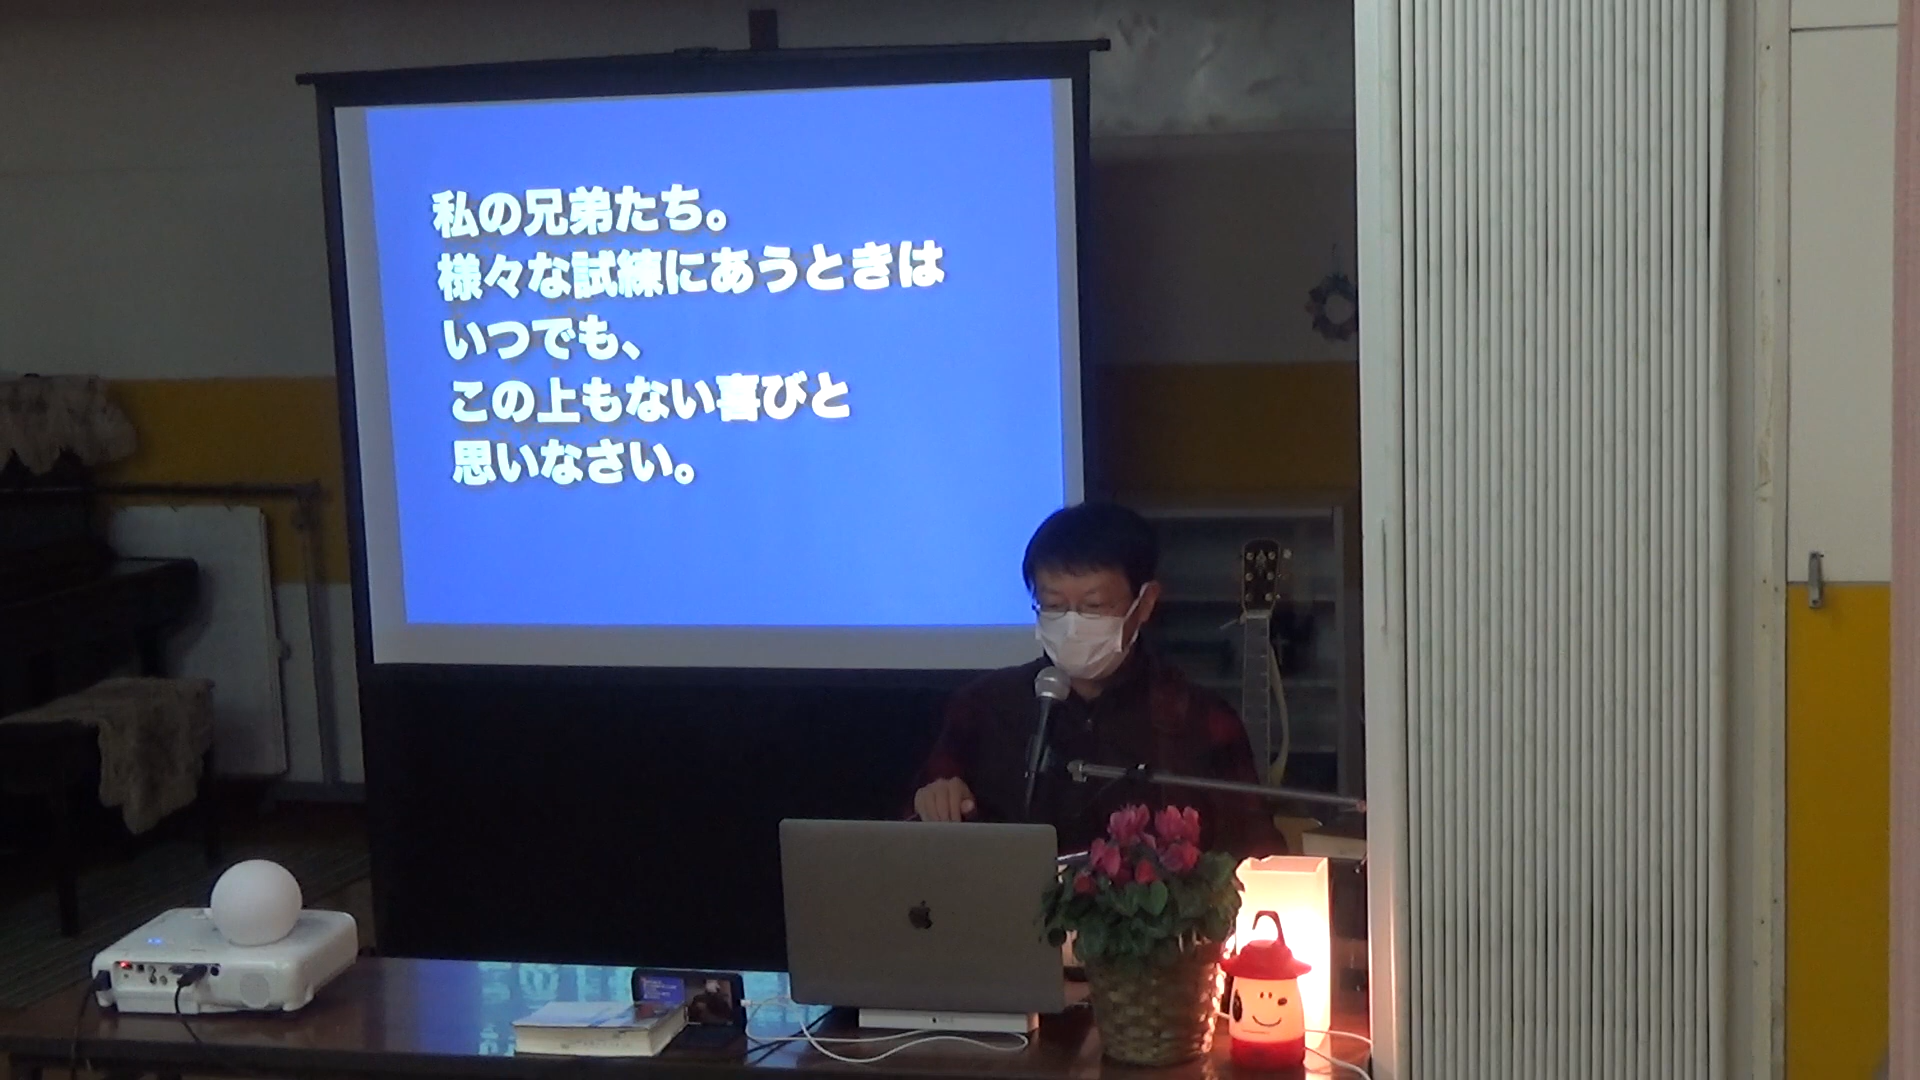 私の兄弟たち。
様々な試練にあうときは
いつでも、
この上もない喜びと
思いなさい。